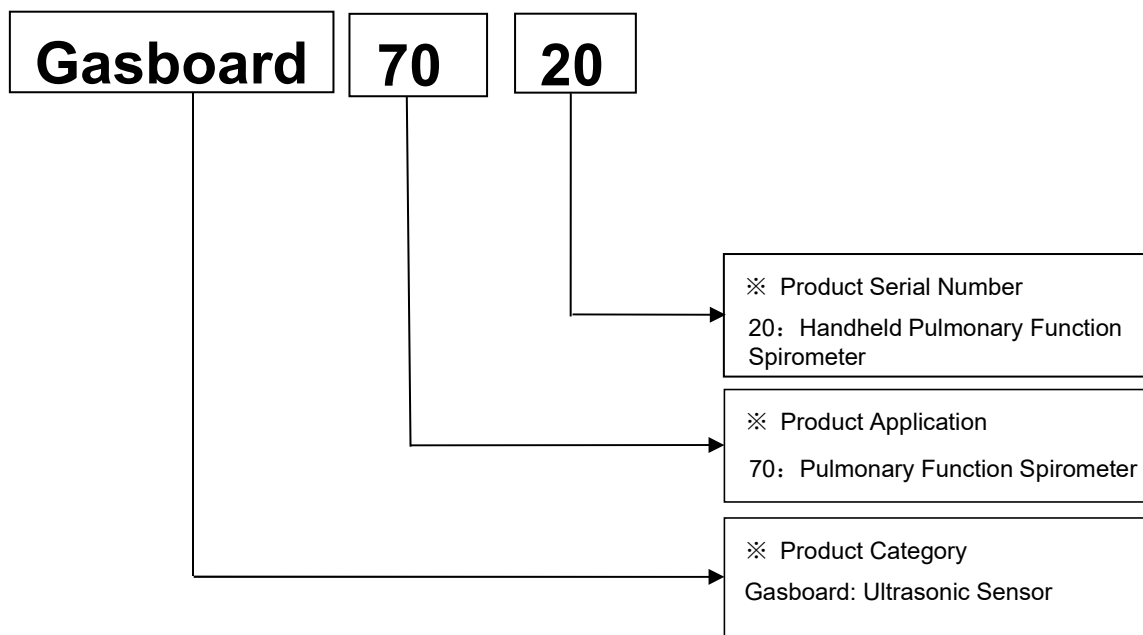 Gasboard 70 20
※ Product Serial Number
20：Handheld Pulmonary Function
Spirometer
※ Product Application
70：Pulmonary Function Spirometer
※ Product Category
Gasboard: Ultrasonic Sensor